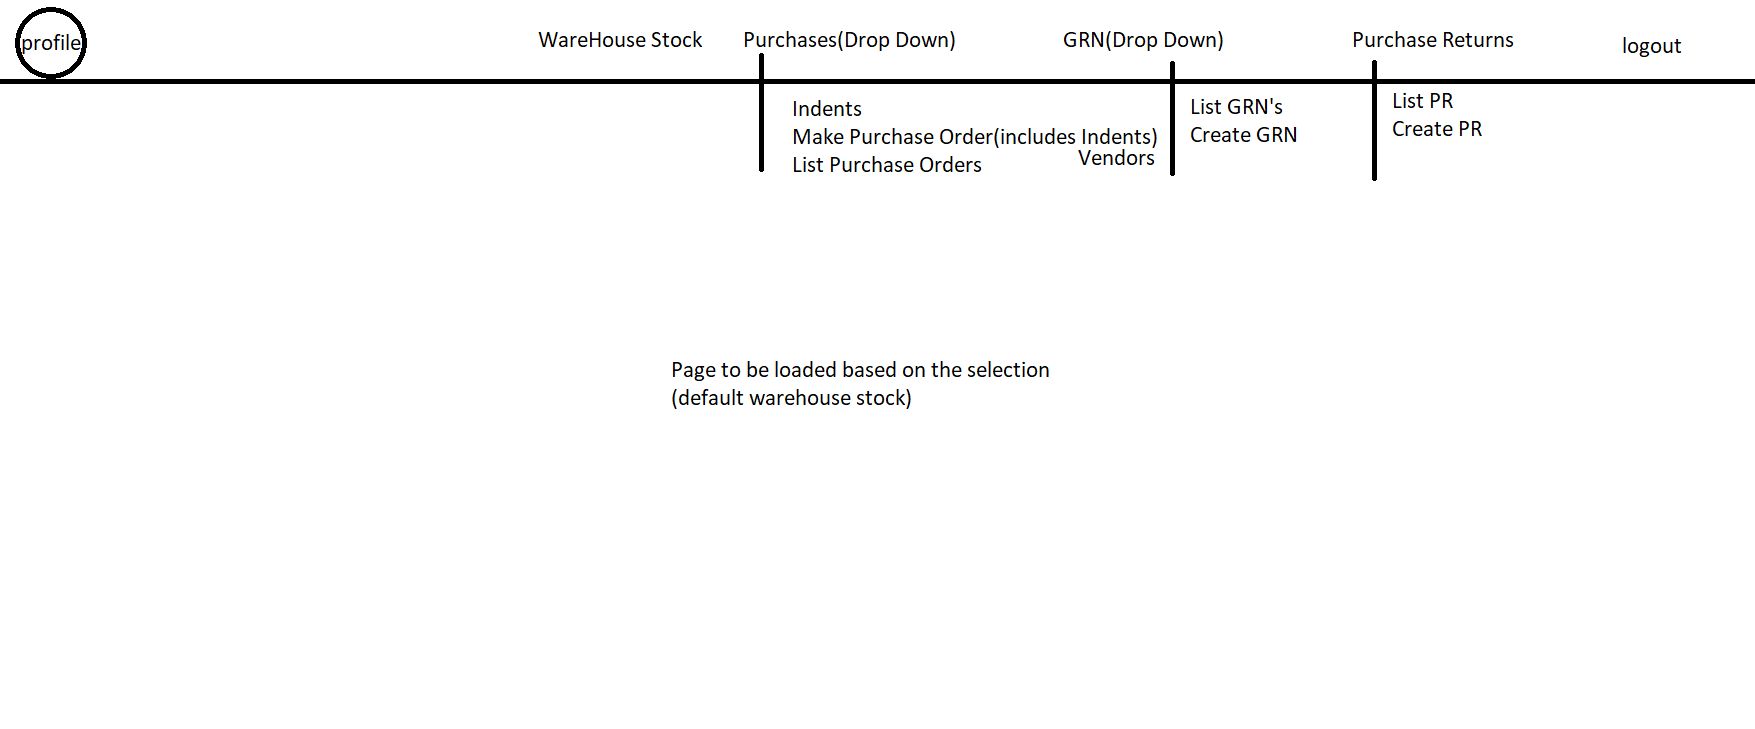 profile
WareHouse Stock
Purchases(Drop Down)
GRN(Drop Down)
Purchase Returns
logout
Indents
Make Purchase Order(includes Indents)
List Purchase Orders
Vendors
List GRN's
Create GRN
List PR
Create PR
Page to be loaded based on the selection
(default warehouse stock)